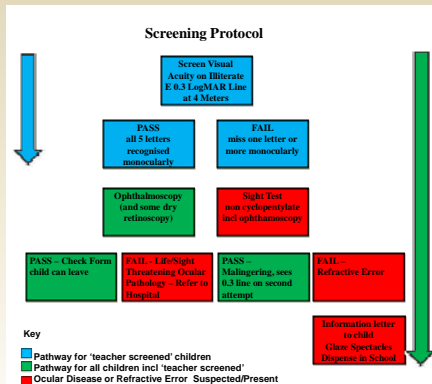 Screening Protocol
Screen Visual
Acuity on Illiterate
E 0.3 LogMAR Line
at 4 Meters
PASS
all 5 letters
recognised
monocularly
FAIL
miss one letter or
more monocularly
Ophthalmoscopy
(and some dry
retinoscopy)
Sight Test
non cyclopentylate
incl ophthamoscopy
PASS – Check Form
child can leave
FAIL - Life/Sight
Threatening Ocular
Pathology – Refer to
Hospital
PASS –
Malingering, sees
0.3 line on second
attempt
FAIL –
Refractive Error
Information letter
to child
Glaze Spectacles
Dispense in School
Key
Pathway for 'teacher screened' children
Pathway for all children incl 'teacher screened'
Ocular Disease or Refractive Error Suspected/Present